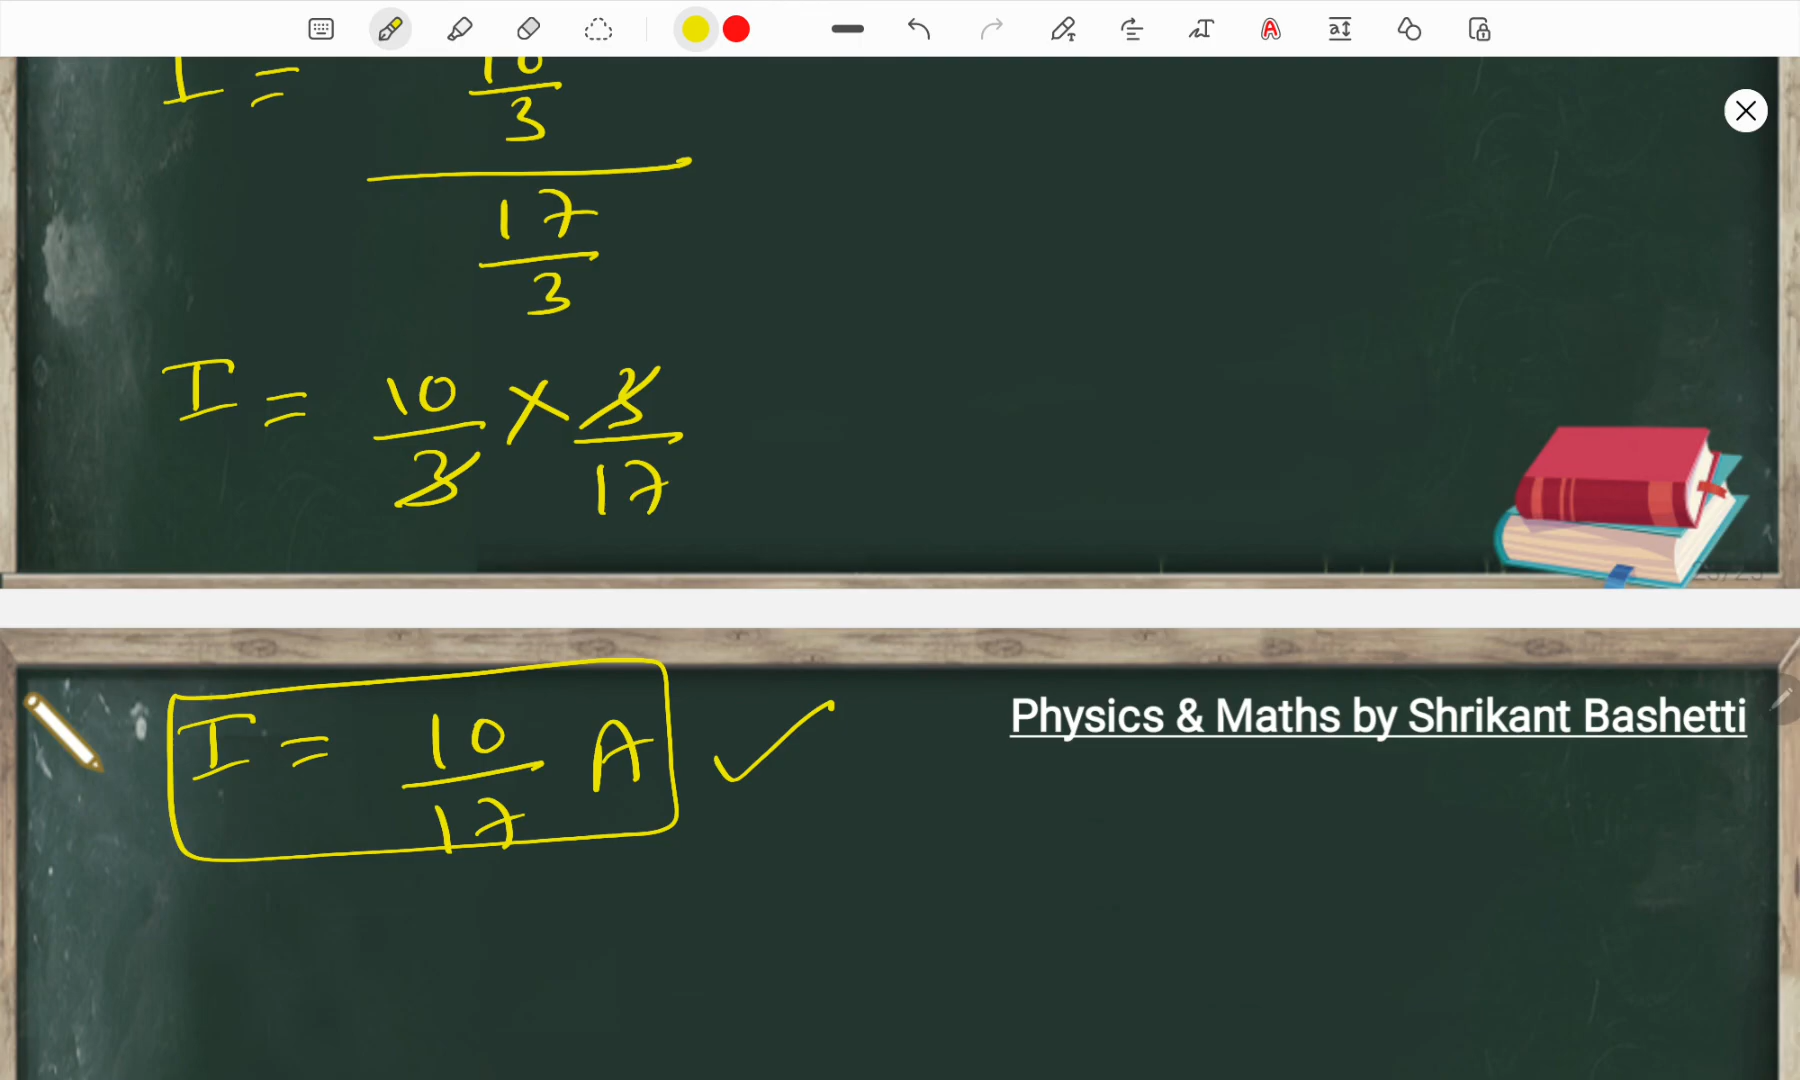 I = 10/3
17/3
I = 10/3 × 3/17
I = 10/17 A ✓
Physics & Maths by Shrikant Bashetti